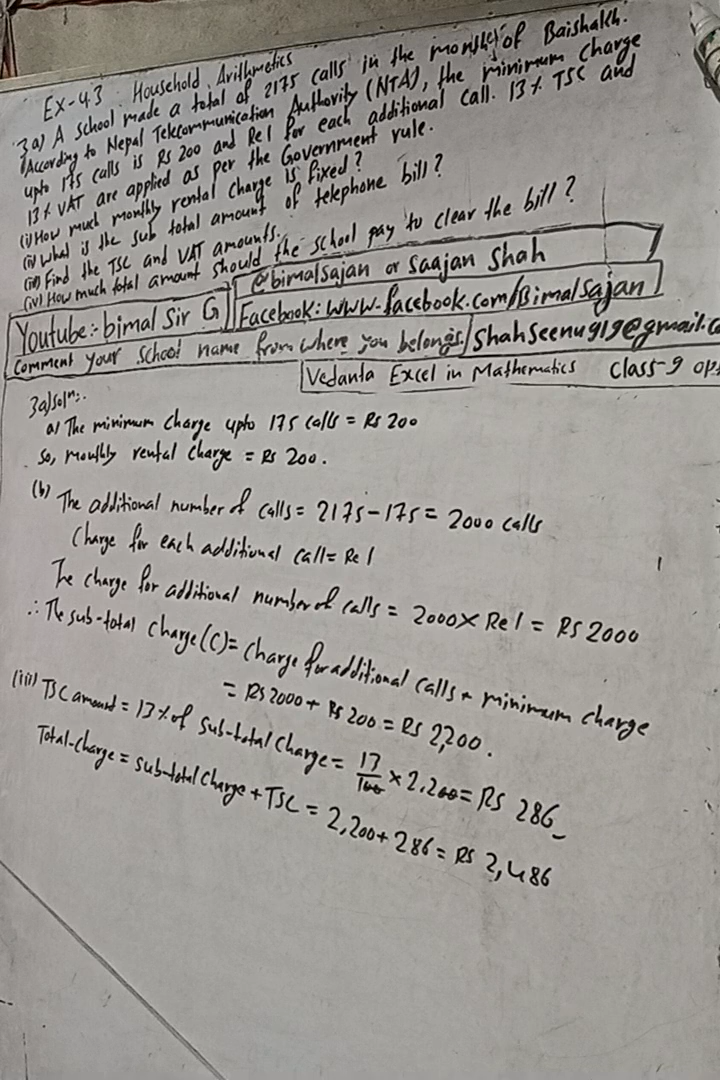 Ex-4.3 Household Arithmetics
3a) A school made a total of 2175 calls in the month of Baishakh.
According to Nepal Telecommunication Authority (NTA), the minimum charge
upto 175 calls is Rs 200 and Re 1 for each additional call. 13% TSC and
13% VAT are applied as per the Government rule.
(i) How much monthly rental charge is fixed?
(ii) What is the sub total amount of telephone bill?
(iii) Find the TSC and VAT amounts.
(iv) How much total amount should the school pay to clear the bill?
Youtube:- bimal Sir G
@bimalsajan or Saajan Shah
Facebook: www.facebook.com/Bimalsajan
Comment your school name from where you belongs.
Shahseenu919@gmail.c
Vedanta Excel in Mathematics Class-9 op
3a) soln:-
a) The minimum charge upto 175 calls = Rs 200
So, monthly rental charge = Rs 200.
(b) The additional number of calls = 2175-175 = 2000 calls
Charge for each additional call = Re 1
The charge for additional number of calls = 2000 × Re 1 = RS 2000
∴ The sub-total charge (C) = Charge for additional calls + minimum charge
= RS 2000 + Rs 200 = RS 2,200.
(iii) TSC amount = 13% of sub-total charge = 13/100 × 2,200 = RS 286
Total-charge = sub-total charge + TSC = 2,200 + 286 = RS 2,486